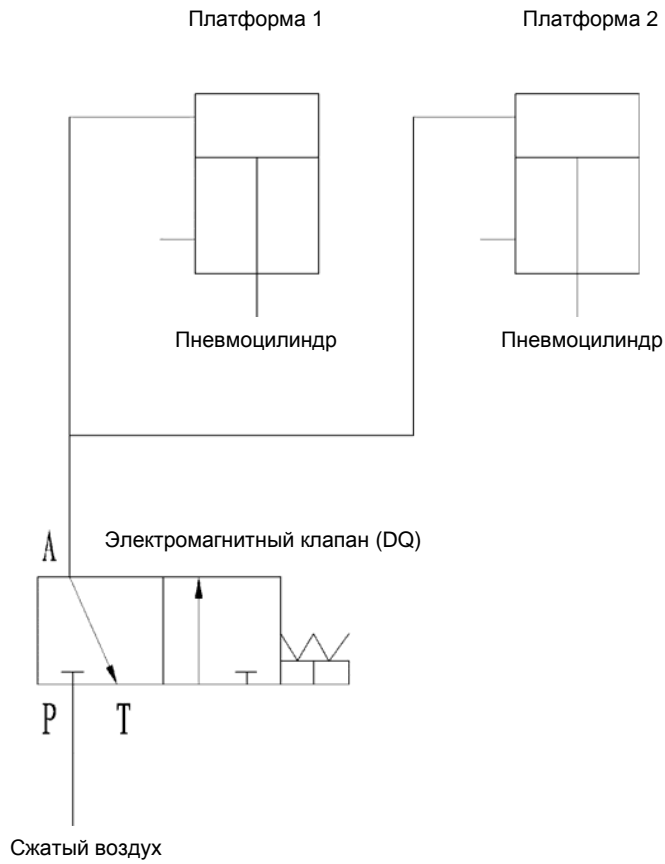 Платформа 1
Платформа 2
Пневмоцилиндр
Пневмоцилиндр
A
Электромагнитный клапан (DQ)
P
T
Сжатый воздух